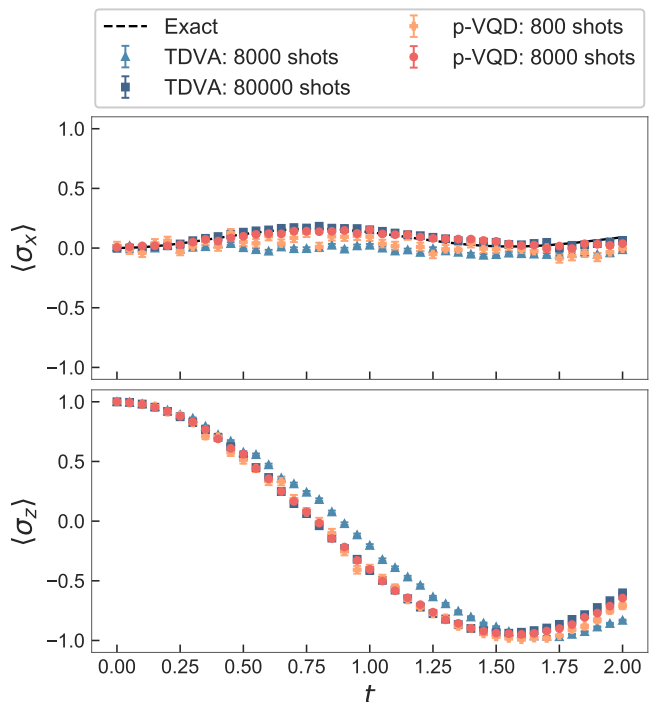 Exact
TDVA: 8000 shots
TDVA: 80000 shots
p-VQD: 800 shots
p-VQD: 8000 shots
1.0
0.5
0.0
−0.5
−1.0
⟨σx⟩
1.0
0.5
0.0
−0.5
−1.0
⟨σz⟩
0.00 0.25 0.50 0.75 1.00 1.25 1.50 1.75 2.00
t